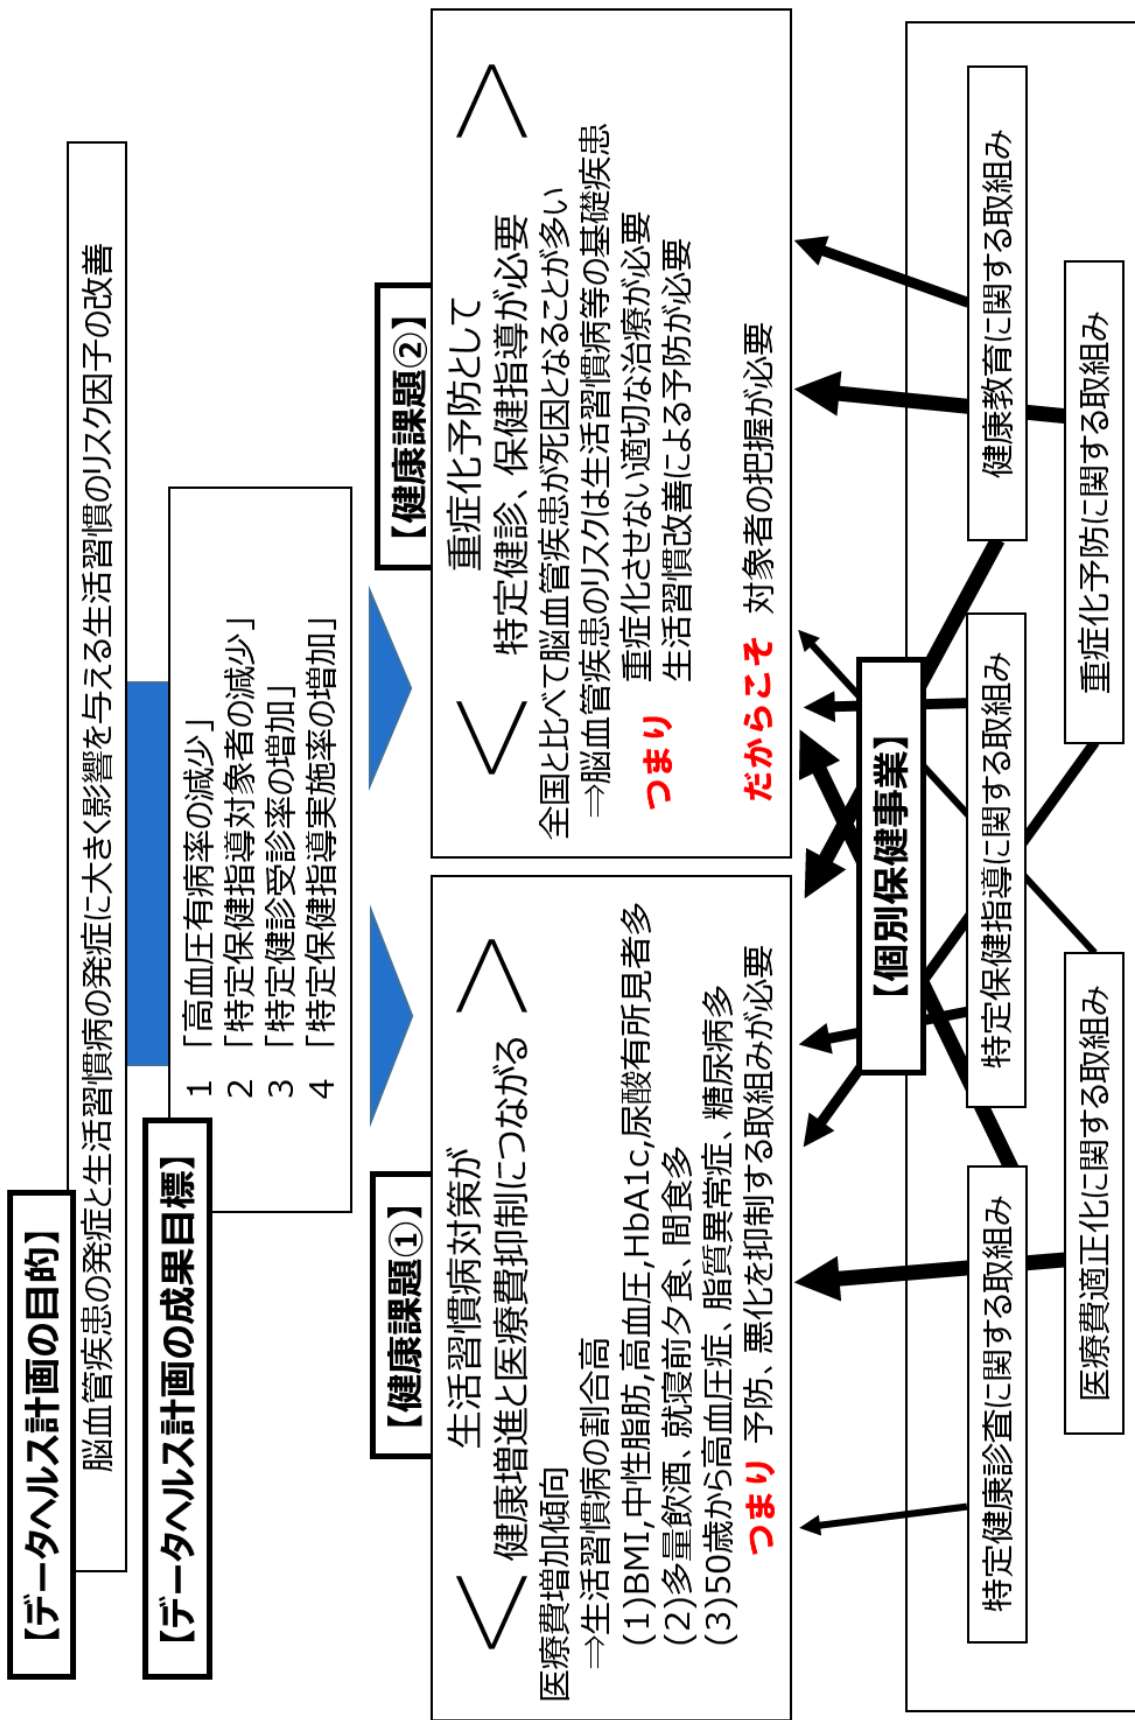 【データヘルス計画の目的】
脳血管疾患の発症と生活習慣病の発症に大きく影響を与える生活習慣のリスク因子の改善
【データヘルス計画の成果目標】
1 「高血圧有病率の減少」
2 「特定保健指導対象者の減少」
3 「特定健診受診率の増加」
4 「特定保健指導実施率の増加」
【健康課題①】
生活習慣病対策が
＜ 健康増進と医療費抑制につながる ＞
医療費増加傾向
⇒生活習慣病の割合高
(1)BMI,中性脂肪,高血圧,HbA1c,尿酸有所見者多
(2)多量飲酒、就寝前夕食、間食多
(3)50歳から高血圧症、脂質異常症、糖尿病多
つまり 予防、悪化を抑制する取組みが必要
【健康課題②】
重症化予防として
＜ 特定健診、保健指導が必要 ＞
全国と比べて脳血管疾患が死因となることが多い
⇒脳血管疾患のリスクは生活習慣病等の基礎疾患
つまり 重症化させない適切な治療が必要
生活習慣改善による予防が必要
だからこそ 対象者の把握が必要
【個別保健事業】
特定健康診査に関する取組み
特定保健指導に関する取組み
健康教育に関する取組み
医療費適正化に関する取組み
重症化予防に関する取組み